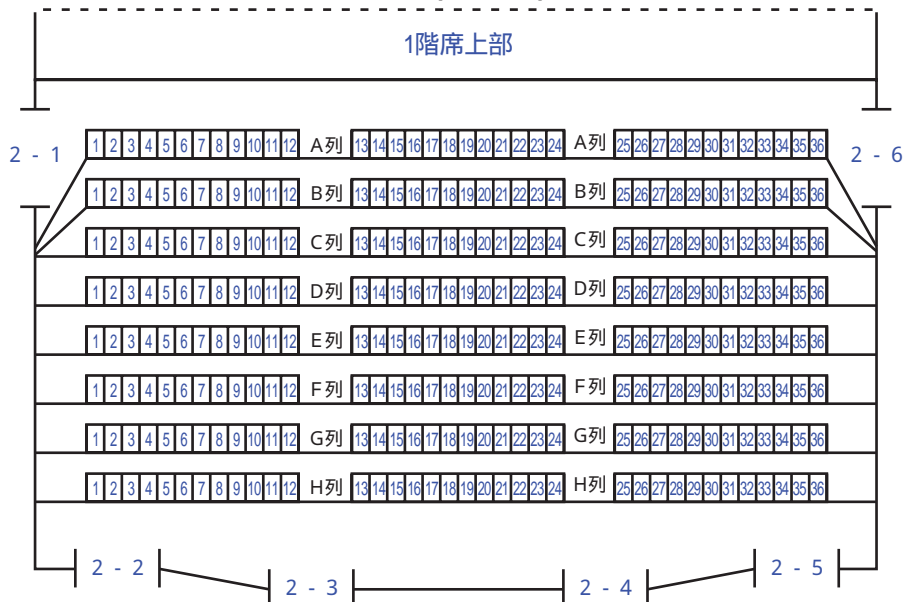 1階席上部
2 - 1 1 2 3 4 5 6 7 8 9 10 11 12 A列 13 14 15 16 17 18 19 20 21 22 23 24 A列 25 26 27 28 29 30 31 32 33 34 35 36 2 - 6
1 2 3 4 5 6 7 8 9 10 11 12 B列 13 14 15 16 17 18 19 20 21 22 23 24 B列 25 26 27 28 29 30 31 32 33 34 35 36
1 2 3 4 5 6 7 8 9 10 11 12 C列 13 14 15 16 17 18 19 20 21 22 23 24 C列 25 26 27 28 29 30 31 32 33 34 35 36
1 2 3 4 5 6 7 8 9 10 11 12 D列 13 14 15 16 17 18 19 20 21 22 23 24 D列 25 26 27 28 29 30 31 32 33 34 35 36
1 2 3 4 5 6 7 8 9 10 11 12 E列 13 14 15 16 17 18 19 20 21 22 23 24 E列 25 26 27 28 29 30 31 32 33 34 35 36
1 2 3 4 5 6 7 8 9 10 11 12 F列 13 14 15 16 17 18 19 20 21 22 23 24 F列 25 26 27 28 29 30 31 32 33 34 35 36
1 2 3 4 5 6 7 8 9 10 11 12 G列 13 14 15 16 17 18 19 20 21 22 23 24 G列 25 26 27 28 29 30 31 32 33 34 35 36
1 2 3 4 5 6 7 8 9 10 11 12 H列 13 14 15 16 17 18 19 20 21 22 23 24 H列 25 26 27 28 29 30 31 32 33 34 35 36
2 - 2 2 - 3 2 - 4 2 - 5